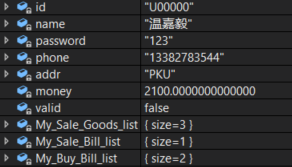 id "U00000"
name "温嘉毅"
password "123"
phone "13382783544"
addr "PKU"
money 2100.0000000000000
valid false
My_Sale_Goods_list { size=3 }
My_Sale_Bill_list { size=1 }
My_Buy_Bill_list { size=2 }